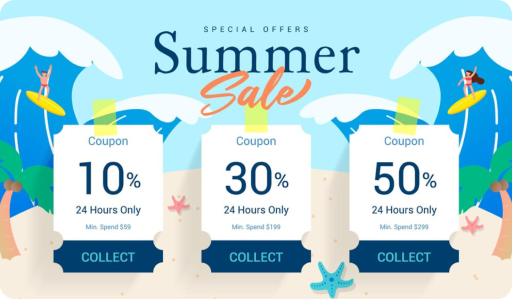 SPECIAL OFFERS
Summer
Sale
Coupon
10%
24 Hours Only
Min. Spend $59
COLLECT
Coupon
30%
24 Hours Only
Min. Spend $199
COLLECT
Coupon
50%
24 Hours Only
Min. Spend $299
COLLECT